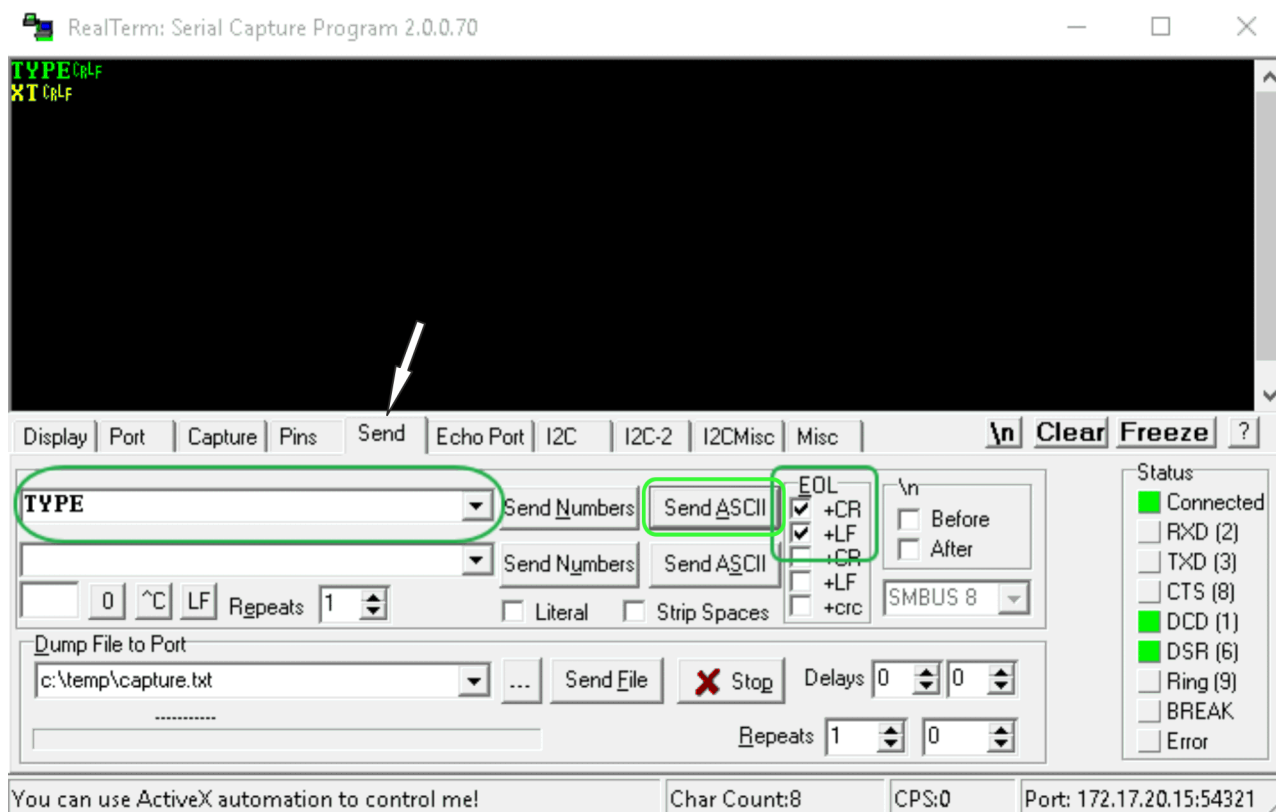 RealTerm: Serial Capture Program 2.0.0.70
TYPECRLF
XTCRLF
Display Port Capture Pins Send Echo Port I2C I2C-2 I2CMisc Misc \n Clear Freeze ?
TYPE Send Numbers Send ASCII
Send Numbers Send ASCII
0 ^C LF Repeats 1 Literal Strip Spaces
EOL
+CR
+LF
+CR
+LF
+crc
\n
Before
After
SMBUS 8
Dump File to Port
c:\temp\capture.txt ... Send File Stop Delays 0 0
-----------
Repeats 1 0
Status
Connected
RXD (2)
TXD (3)
CTS (8)
DCD (1)
DSR (6)
Ring (9)
BREAK
Error
You can use ActiveX automation to control me! Char Count:8 CPS:0 Port: 172.17.20.15:54321